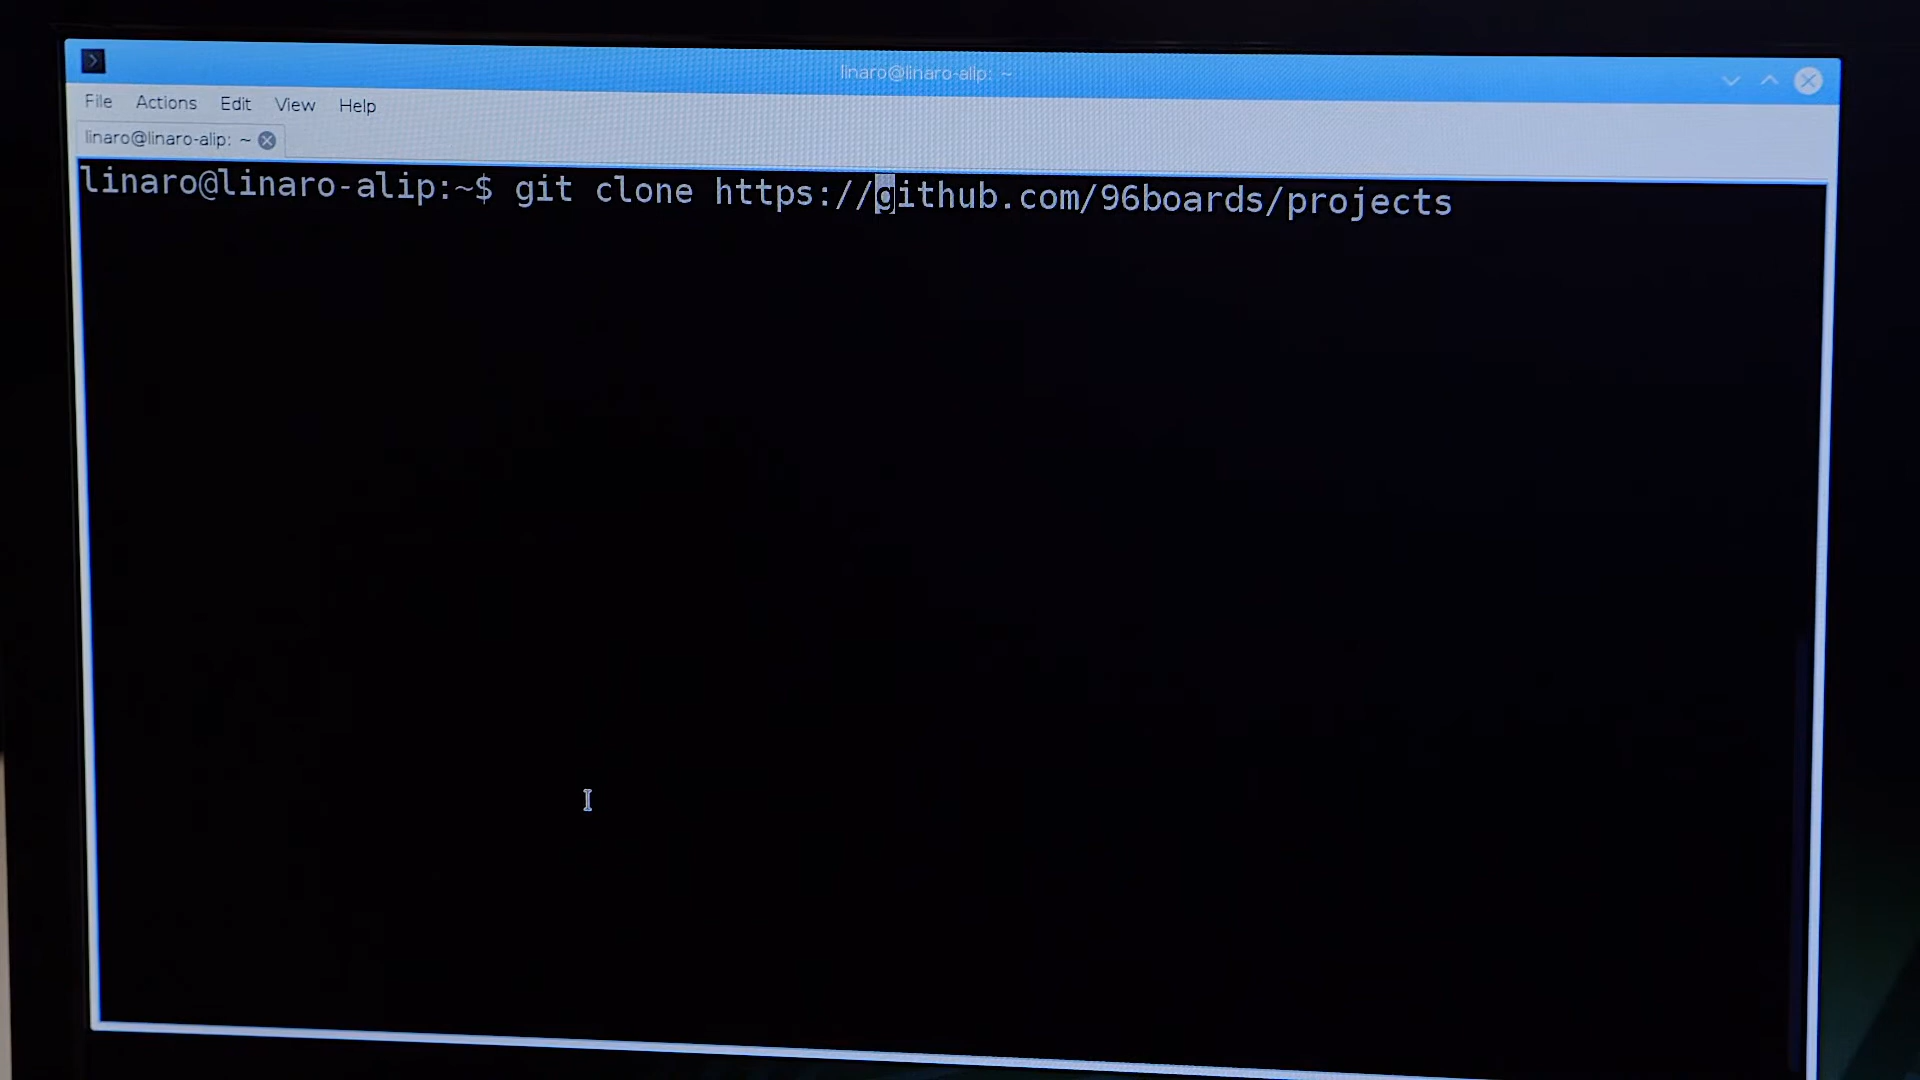 linaro@linaro-alip: ~
File Actions Edit View Help
linaro@linaro-alip: ~
linaro@linaro-alip:~$ git clone https://github.com/96boards/projects